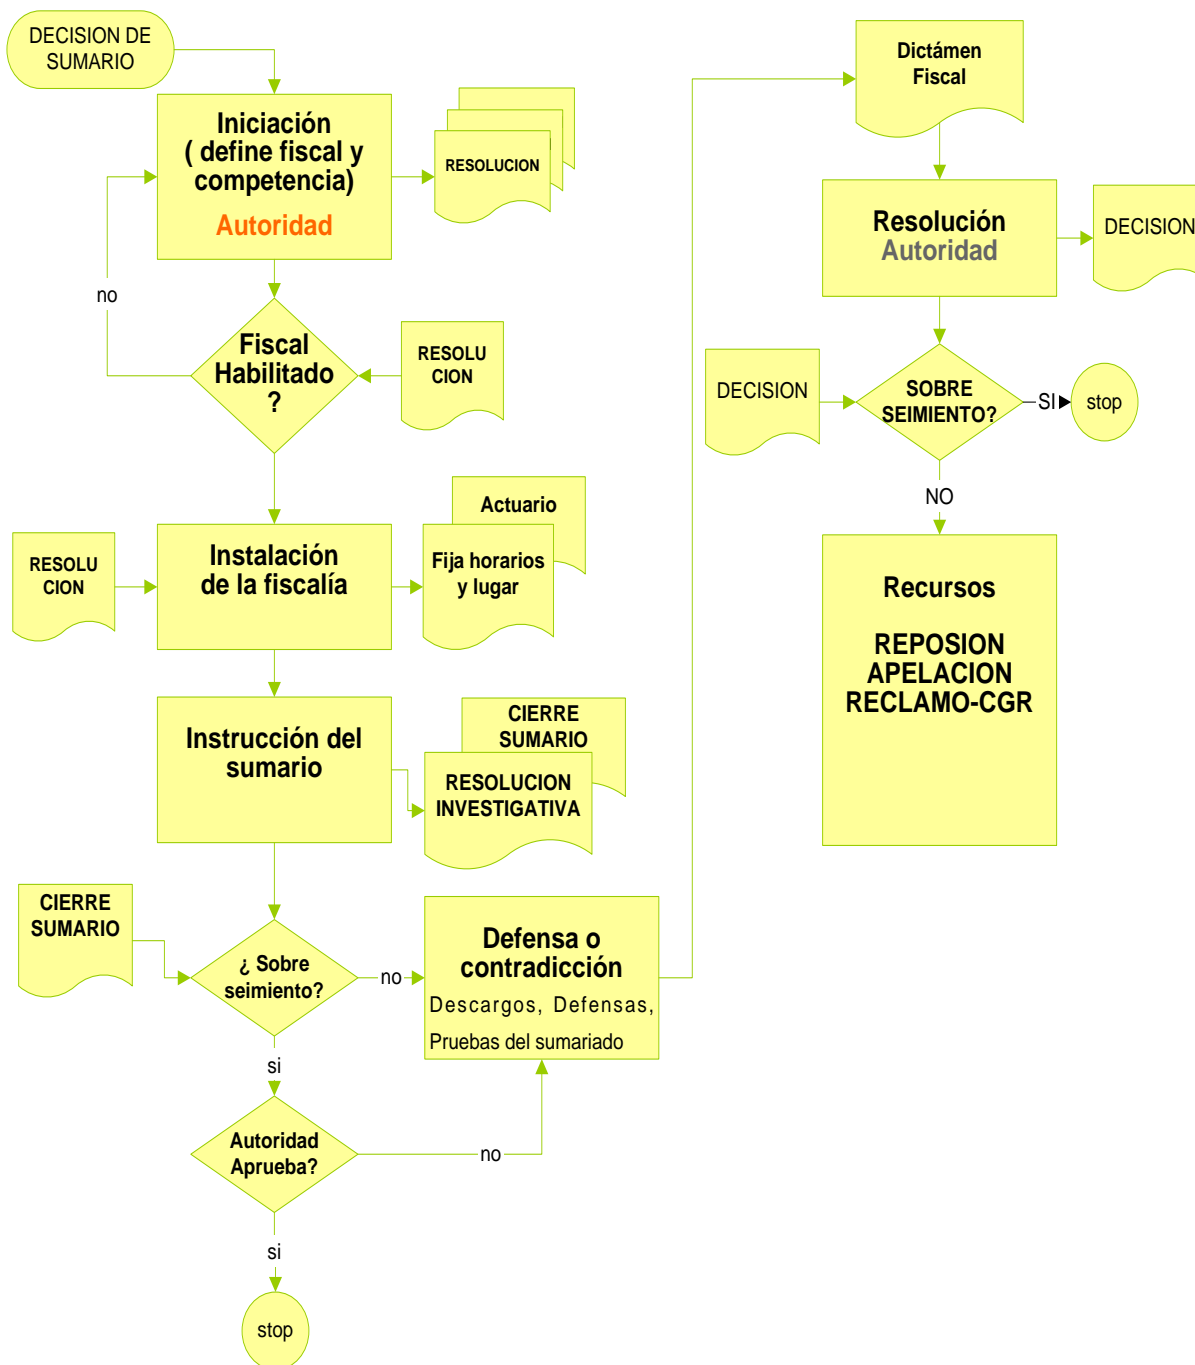 DECISION DE
SUMARIO
Iniciación
( define fiscal y
competencia)
Autoridad
RESOLUCION
no
Fiscal
Habilitado
?
RESOLU
CION
RESOLU
CION
Instalación
de la fiscalía
Actuario
Fija horarios
y lugar
Instrucción del
sumario
CIERRE
SUMARIO
RESOLUCION
INVESTIGATIVA
CIERRE
SUMARIO
¿ Sobre
seimiento?
no
Defensa o
contradicción
Descargos, Defensas,
Pruebas del sumariado
si
Autoridad
Aprueba?
no
si
stop
Dictámen
Fiscal
Resolución
Autoridad
DECISION
DECISION
SOBRE
SEIMIENTO?
SI
stop
NO
Recursos
REPOSION
APELACION
RECLAMO-CGR